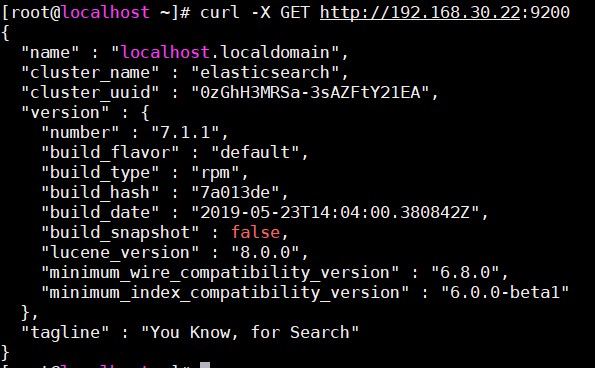 [root@localhost ~]# curl -X GET http://192.168.30.22:9200
{
  "name" : "localhost.localdomain",
  "cluster_name" : "elasticsearch",
  "cluster_uuid" : "0zGhH3MRSa-3sAZFtY21EA",
  "version" : {
    "number" : "7.1.1",
    "build_flavor" : "default",
    "build_type" : "rpm",
    "build_hash" : "7a013de",
    "build_date" : "2019-05-23T14:04:00.380842Z",
    "build_snapshot" : false,
    "lucene_version" : "8.0.0",
    "minimum_wire_compatibility_version" : "6.8.0",
    "minimum_index_compatibility_version" : "6.0.0-beta1"
  },
  "tagline" : "You Know, for Search"
}
[root@localhost ~]#